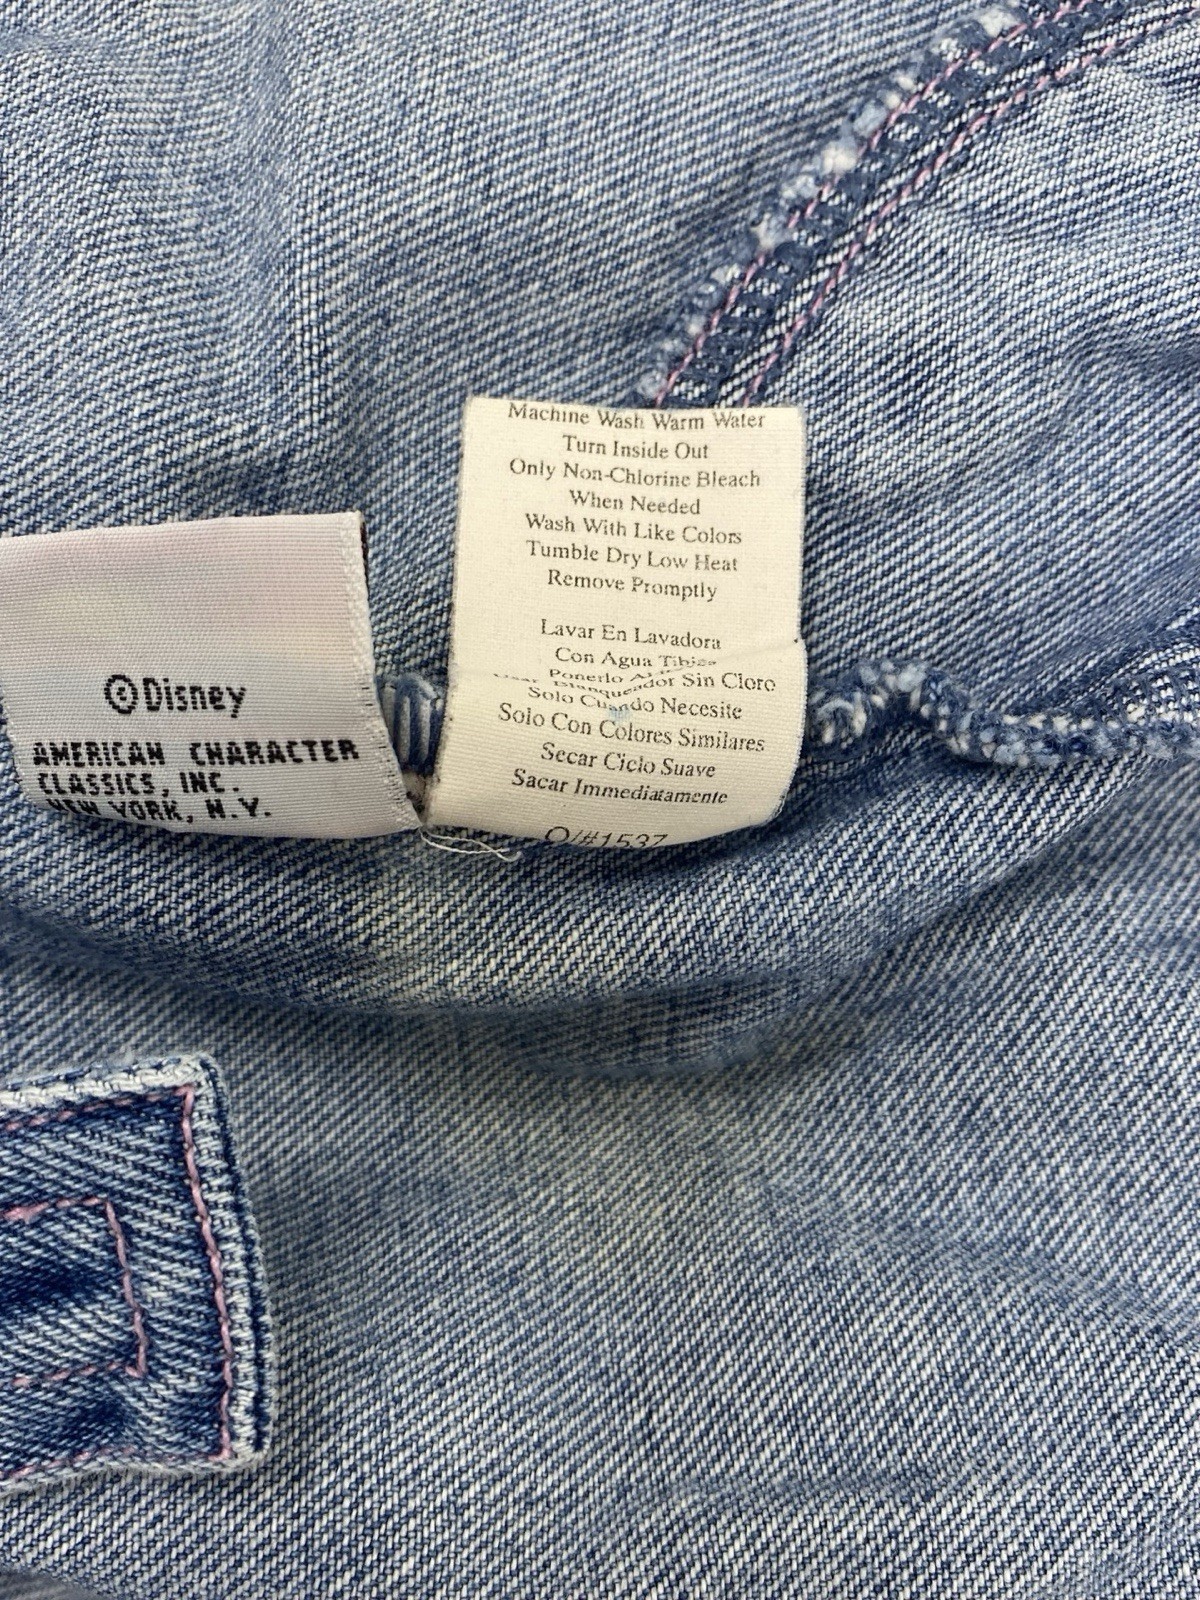 ©Disney
AMERICAN CHARACTER
CLASSICS, INC.
NEW YORK, N.Y.
Machine Wash Warm Water
Turn Inside Out
Only Non-Chlorine Bleach
When Needed
Wash With Like Colors
Tumble Dry Low Heat
Remove Promptly
Lavar En Lavadora
Con Agua Tibia
Ponerlo Al
Sin Cloro
Solo Cuando Necesite
Solo Con Colores Similares
Secar Ciclo Suave
Sacar Immediatamente
O/#1537